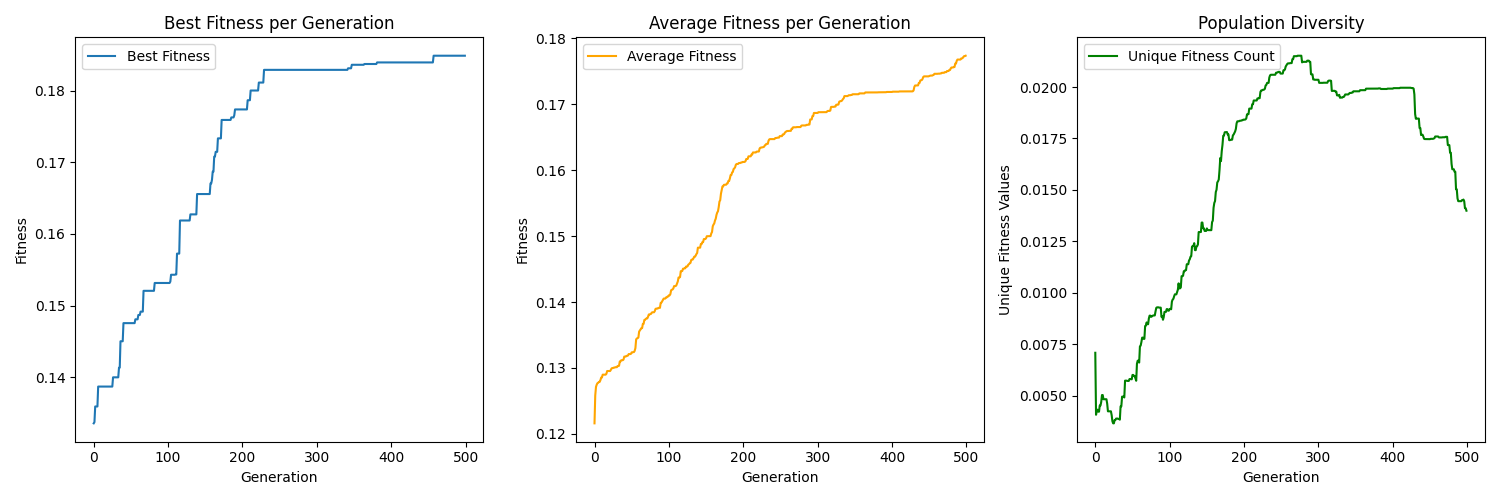 Best Fitness per Generation
Best Fitness
Fitness
0.18
0.17
0.16
0.15
0.14
0 100 200 300 400 500
Generation
Average Fitness per Generation
Average Fitness
Fitness
0.18
0.17
0.16
0.15
0.14
0.13
0.12
0 100 200 300 400 500
Generation
Population Diversity
Unique Fitness Count
Unique Fitness Values
0.0200
0.0175
0.0150
0.0125
0.0100
0.0075
0.0050
0 100 200 300 400 500
Generation